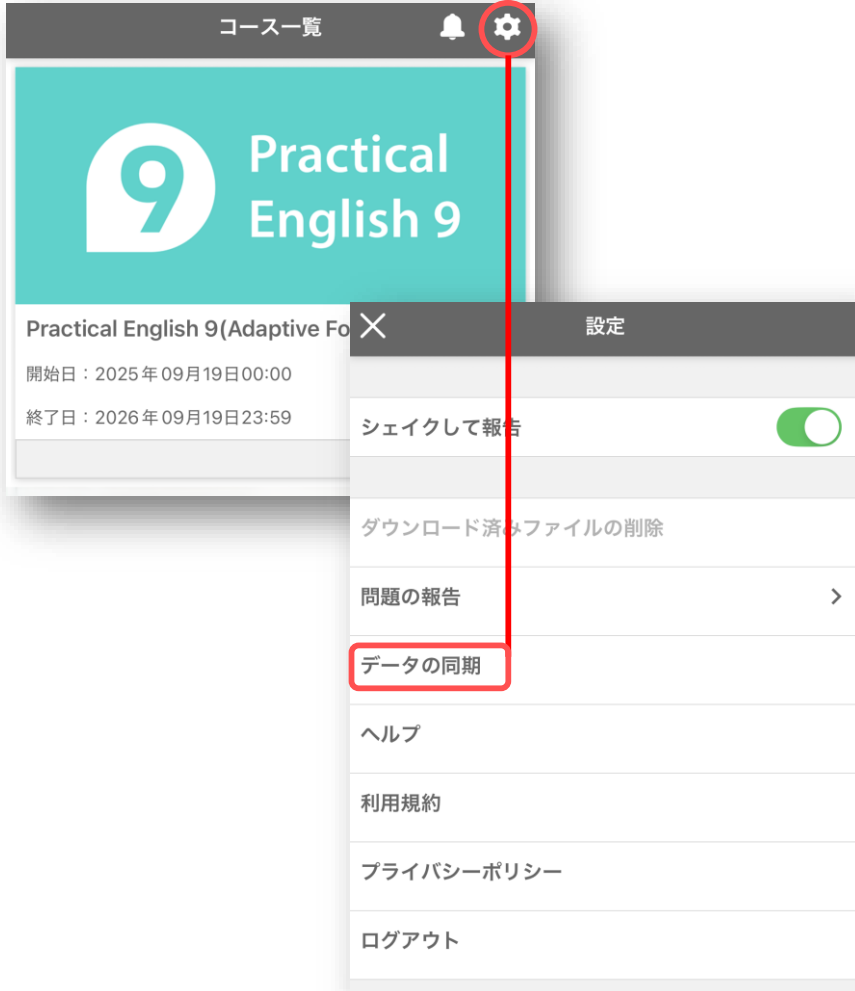 コース一覧
9
Practical
English 9
Practical English 9(Adaptive Fo
開始日：2025年09月19日00:00
終了日：2026年09月19日23:59
設定
シェイクして報告
ダウンロード済みファイルの削除
問題の報告
データの同期
ヘルプ
利用規約
プライバシーポリシー
ログアウト